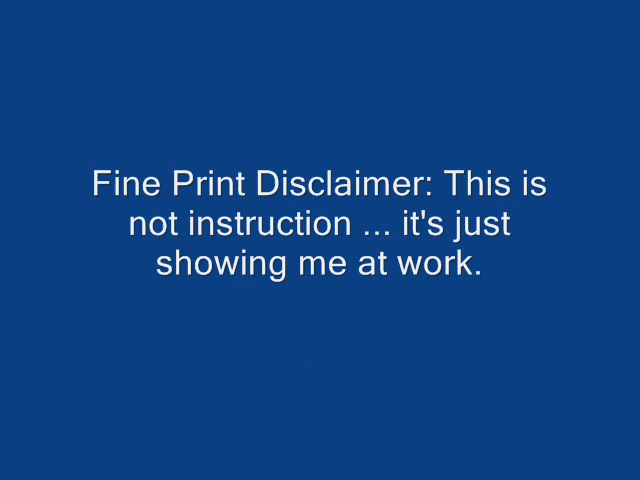 Fine Print Disclaimer: This is
not instruction ... it's just
showing me at work.